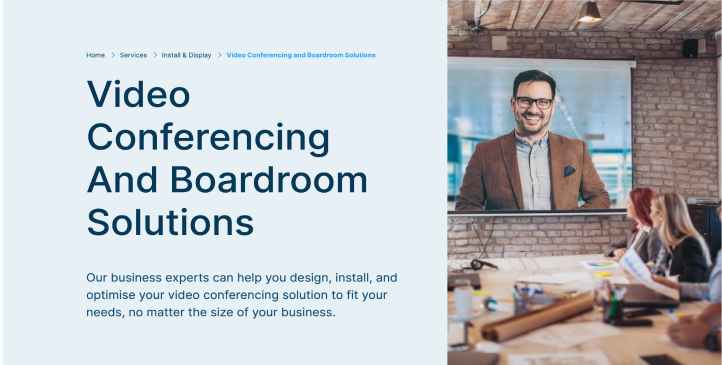 Home > Services > Install & Display > Video Conferencing and Boardroom Solutions
Video
Conferencing
And Boardroom
Solutions
Our business experts can help you design, install, and
optimise your video conferencing solution to fit your
needs, no matter the size of your business.